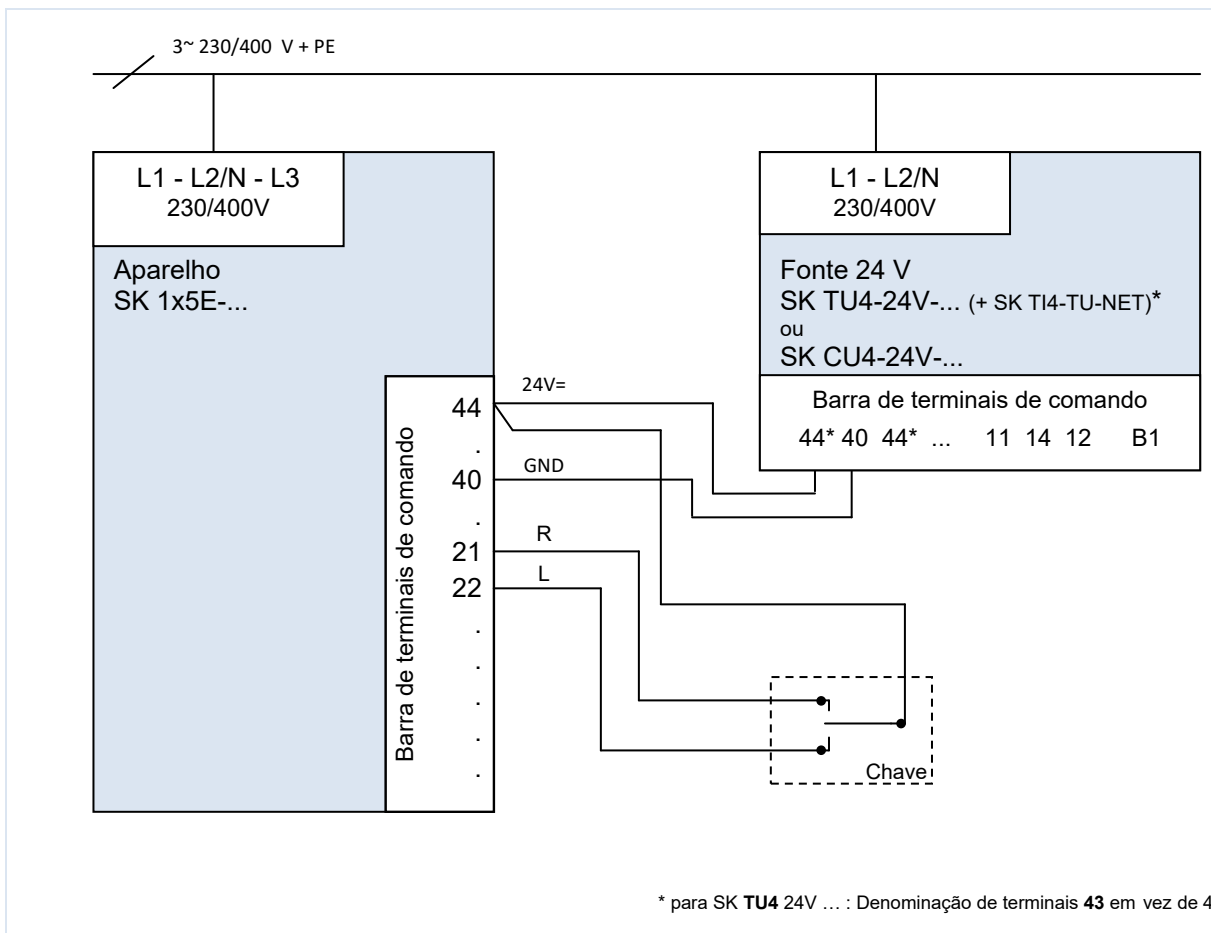 3~ 230/400 V + PE
L1 - L2/N - L3
230/400V
Aparelho
SK 1x5E-...
Barra de terminais de comando
44
.
40
.
21
22
.
.
.
.
.
24V=
GND
R
L
L1 - L2/N
230/400V
Fonte 24 V
SK TU4-24V-... (+ SK TI4-TU-NET)*
ou
SK CU4-24V-...
Barra de terminais de comando
44* 40 44* ... 11 14 12 B1
Chave
* para SK TU4 24V … : Denominação de terminais 43 em vez de 4